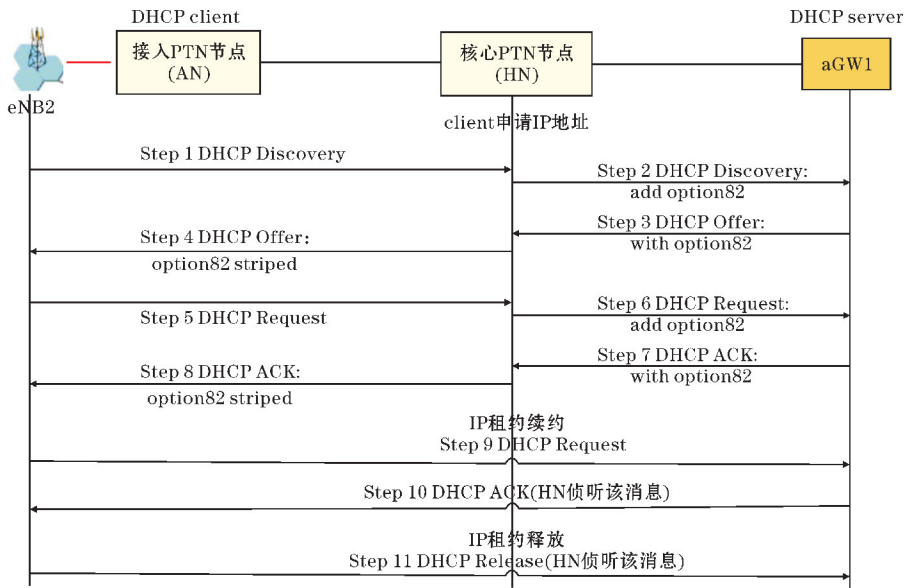 DHCP client
DHCP server
接入PTN节点
(AN)
核心PTN节点
(HN)
aGW1
eNB2
client申请IP地址
Step 1 DHCP Discovery
Step 2 DHCP Discovery:
add option82
Step 3 DHCP Offer:
with option82
Step 4 DHCP Offer:
option82 striped
Step 5 DHCP Request
Step 6 DHCP Request:
add option82
Step 7 DHCP ACK:
with option82
Step 8 DHCP ACK:
option82 striped
IP租约续约
Step 9 DHCP Request
Step 10 DHCP ACK(HN侦听该消息)
IP租约释放
Step 11 DHCP Release(HN侦听该消息)